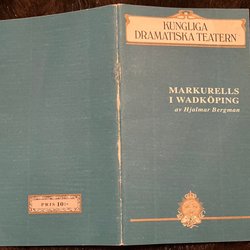 KUNGLIGA
DRAMATISKA TEATERN
MARKURELLS
I WADKÖPING
av Hjalmar Bergman
PRIS 10:-